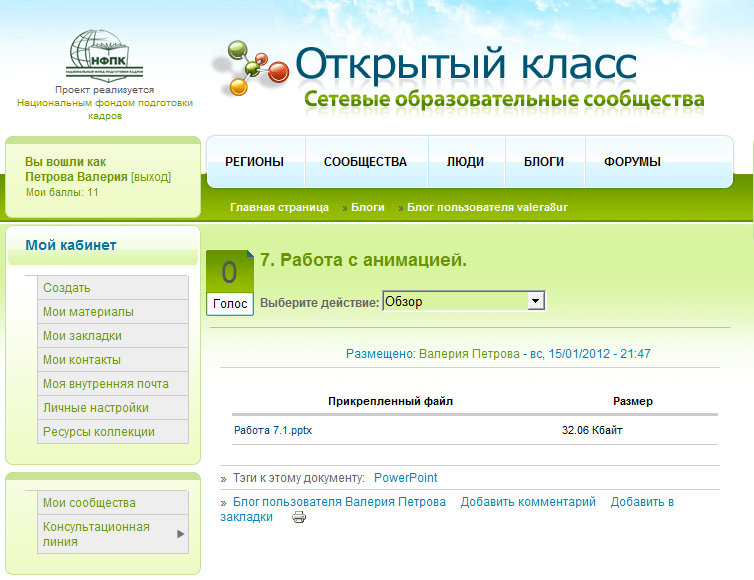 НФПК
НАЦИОНАЛЬНЫЙ ФОНД ПОДГОТОВКИ КАДРОВ
Проект реализуется
Национальным фондом подготовки
кадров
Открытый класс
Сетевые образовательные сообщества
Вы вошли как
Петрова Валерия [выход]
Мои баллы: 11
РЕГИОНЫ СООБЩЕСТВА ЛЮДИ БЛОГИ ФОРУМЫ
Главная страница » Блоги » Блог пользователя valera8ur
Мой кабинет
Создать
Мои материалы
Мои закладки
Мои контакты
Моя внутренняя почта
Личные настройки
Ресурсы коллекции
Мои сообщества
Консультационная
линия
0
Голос
7. Работа с анимацией.
Выберите действие: Обзор
Размещено: Валерия Петрова - вс, 15/01/2012 - 21:47
Прикрепленный файл Размер
Работа 7.1.pptx 32.06 Кбайт
» Тэги к этому документу: PowerPoint
» Блог пользователя Валерия Петрова Добавить комментарий Добавить в
закладки